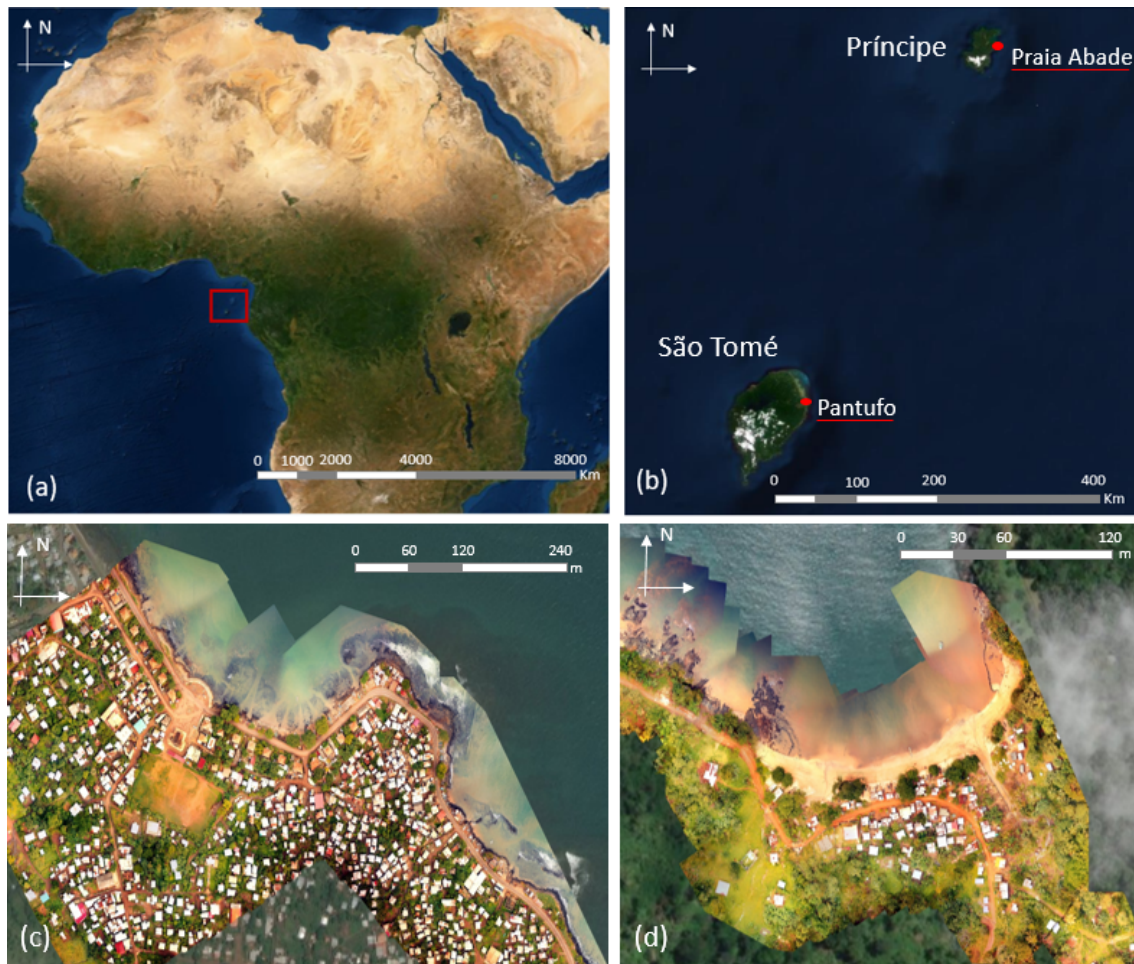 N
0 1000 2000 4000 8000
Km
(a)
N
Príncipe
Praia Abade
São Tomé
Pantufo
0 100 200 400
Km
(b)
N
0 60 120 240
m
(c)
N
0 30 60 120
m
(d)